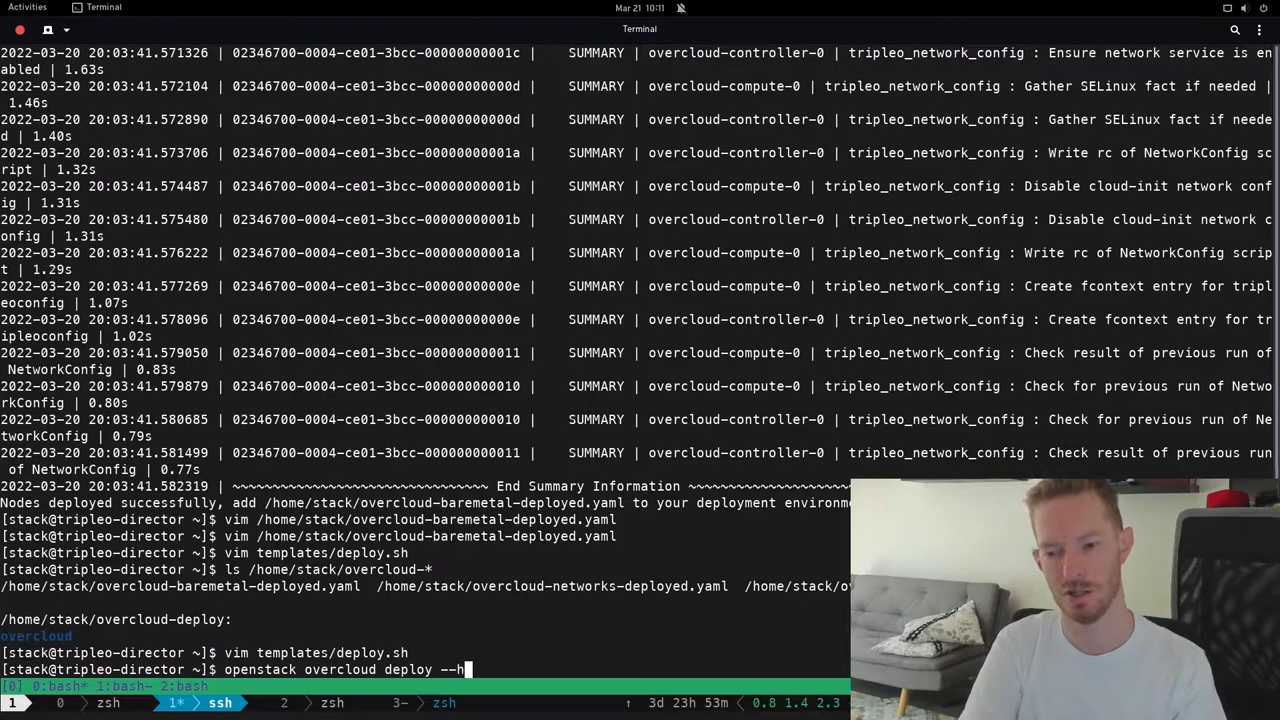 Activities
Terminal
Mar 21 10:11
Terminal
2022-03-20 20:03:41.571326 | 02346700-0004-ce01-3bcc-00000000001c |    SUMMARY | overcloud-controller-0 | tripleo_network_config : Ensure network service is en
abled | 1.63s
2022-03-20 20:03:41.572104 | 02346700-0004-ce01-3bcc-00000000000d |    SUMMARY | overcloud-compute-0 | tripleo_network_config : Gather SELinux fact if needed |
1.46s
2022-03-20 20:03:41.572890 | 02346700-0004-ce01-3bcc-00000000000d |    SUMMARY | overcloud-controller-0 | tripleo_network_config : Gather SELinux fact if neede
d | 1.40s
2022-03-20 20:03:41.573706 | 02346700-0004-ce01-3bcc-00000000001a |    SUMMARY | overcloud-controller-0 | tripleo_network_config : Write rc of NetworkConfig sc
ript | 1.32s
2022-03-20 20:03:41.574487 | 02346700-0004-ce01-3bcc-00000000001b |    SUMMARY | overcloud-compute-0 | tripleo_network_config : Disable cloud-init network conf
ig | 1.31s
2022-03-20 20:03:41.575480 | 02346700-0004-ce01-3bcc-00000000001b |    SUMMARY | overcloud-controller-0 | tripleo_network_config : Disable cloud-init network c
onfig | 1.31s
2022-03-20 20:03:41.576222 | 02346700-0004-ce01-3bcc-00000000001a |    SUMMARY | overcloud-compute-0 | tripleo_network_config : Write rc of NetworkConfig scrip
t | 1.29s
2022-03-20 20:03:41.577269 | 02346700-0004-ce01-3bcc-00000000000e |    SUMMARY | overcloud-compute-0 | tripleo_network_config : Create fcontext entry for tripl
eoconfig | 1.07s
2022-03-20 20:03:41.578096 | 02346700-0004-ce01-3bcc-00000000000e |    SUMMARY | overcloud-controller-0 | tripleo_network_config : Create fcontext entry for tr
ipleoconfig | 1.02s
2022-03-20 20:03:41.579050 | 02346700-0004-ce01-3bcc-000000000011 |    SUMMARY | overcloud-compute-0 | tripleo_network_config : Check result of previous run of
NetworkConfig | 0.83s
2022-03-20 20:03:41.579879 | 02346700-0004-ce01-3bcc-000000000010 |    SUMMARY | overcloud-compute-0 | tripleo_network_config : Check for previous run of Netwo
rkConfig | 0.80s
2022-03-20 20:03:41.580685 | 02346700-0004-ce01-3bcc-000000000010 |    SUMMARY | overcloud-controller-0 | tripleo_network_config : Check for previous run of Ne
tworkConfig | 0.79s
2022-03-20 20:03:41.581499 | 02346700-0004-ce01-3bcc-000000000011 |    SUMMARY | overcloud-controller-0 | tripleo_network_config : Check result of previous run
of NetworkConfig | 0.77s
2022-03-20 20:03:41.582319 | ~~~~~~~~~~~~~~~~~~~~~~~~~~~~~~~~ End Summary Information ~~~~~~~~~~~~~~~~~~~~~
Nodes deployed successfully, add /home/stack/overcloud-baremetal-deployed.yaml to your deployment environme
[stack@tripleo-director ~]$ vim /home/stack/overcloud-baremetal-deployed.yaml
[stack@tripleo-director ~]$ vim /home/stack/overcloud-baremetal-deployed.yaml
[stack@tripleo-director ~]$ vim templates/deploy.sh
[stack@tripleo-director ~]$ ls /home/stack/overcloud-*
/home/stack/overcloud-baremetal-deployed.yaml  /home/stack/overcloud-networks-deployed.yaml  /home/stack/ov
/home/stack/overcloud-deploy:
overcloud
[stack@tripleo-director ~]$ vim templates/deploy.sh
[stack@tripleo-director ~]$ openstack overcloud deploy --h
[0] 0:bash* 1:bash- 2:bash
1 0 zsh 1* ssh 2 zsh 3- zsh ↑ 3d 23h 53m 0.8 1.4 2.3